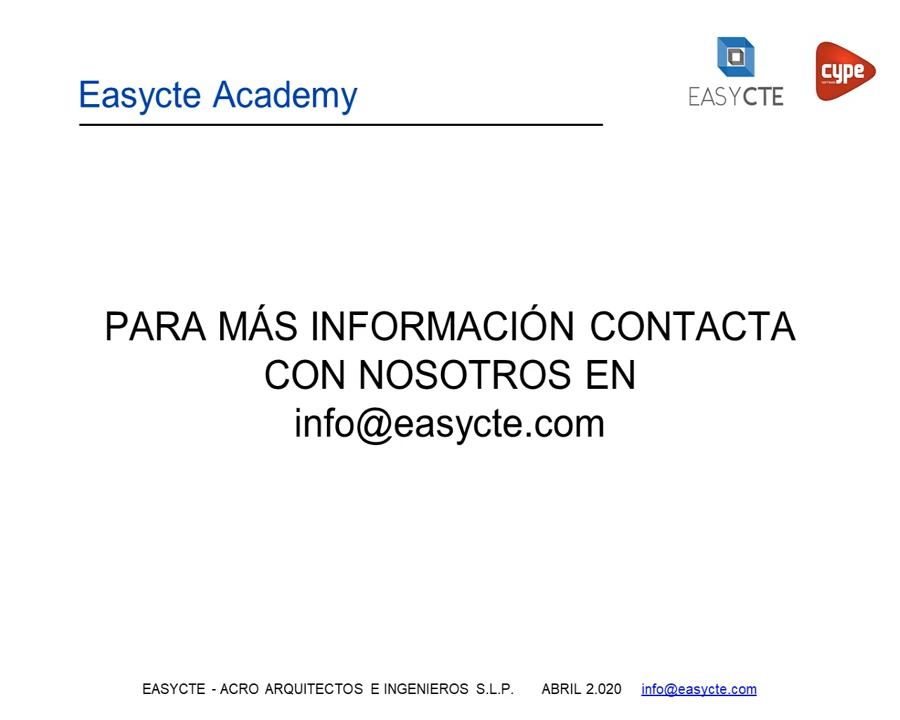 Easycte Academy
EASYCTE
cype
PARA MÁS INFORMACIÓN CONTACTA
CON NOSOTROS EN
info@easycte.com
EASYCTE - ACRO ARQUITECTOS E INGENIEROS S.L.P. ABRIL 2.020 info@easycte.com